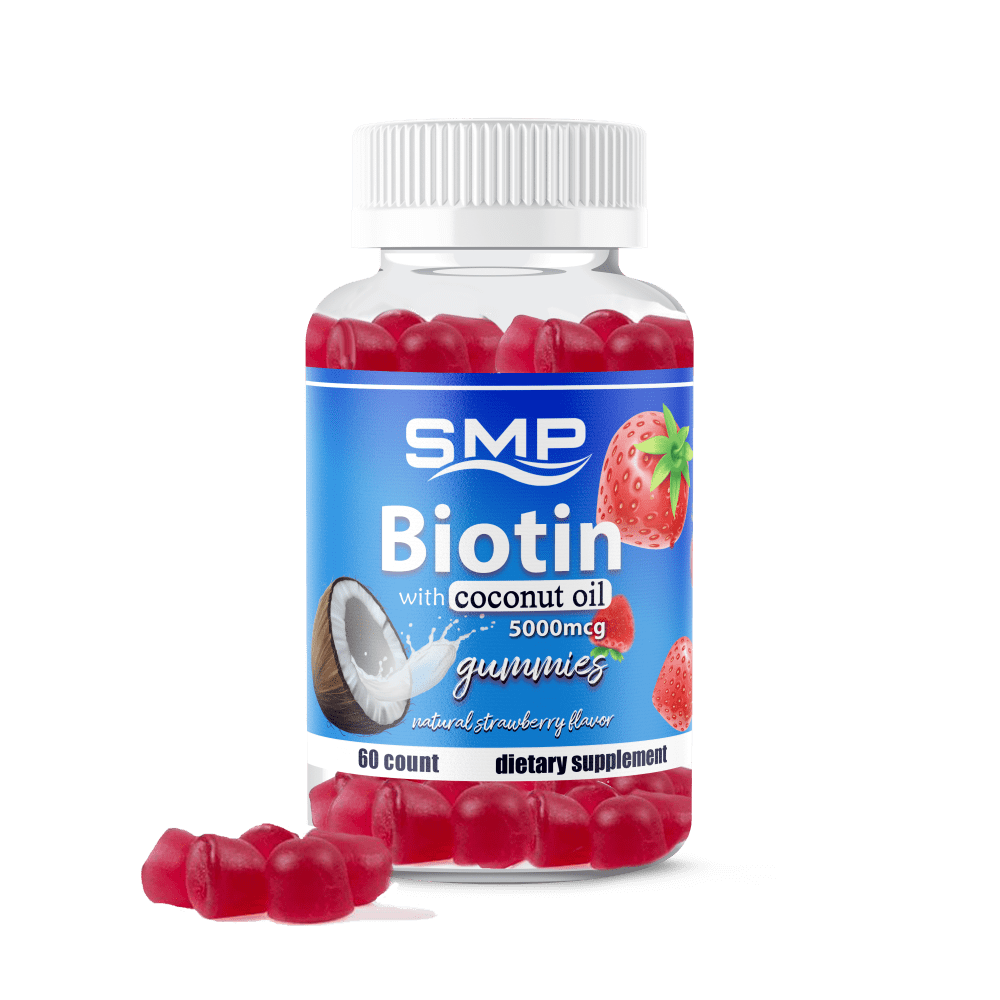 SMP
Biotin
with coconut oil
5000mcg
gummies
natural strawberry flavor
60 count
dietary supplement